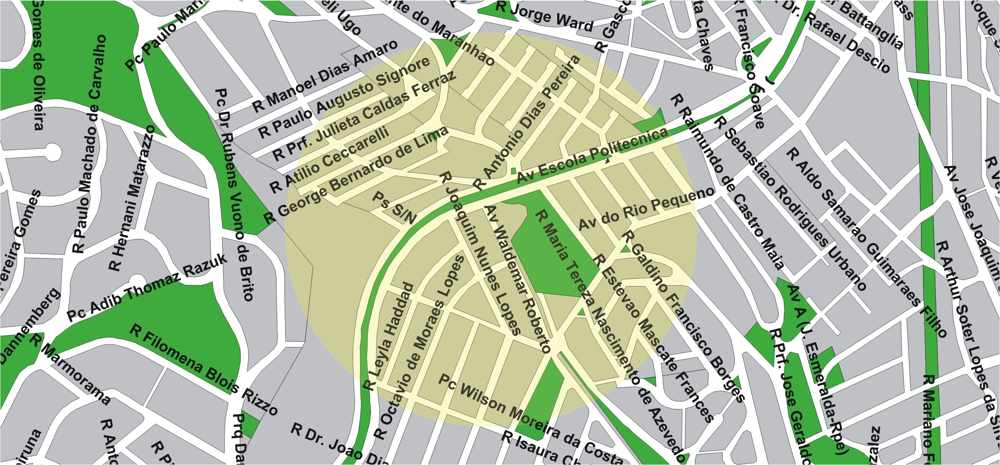 Gomes de Oliveira
R Paulo Machado de Carvalho
Pc Paulo
R Manoel Dias Amaro
R Paulo Augusto Signore
R Prf. Julieta Caldas Ferraz
R Atilio Ceccarelli
R George Bernardo de Lima
Ugo
do Maranhao
R Jorge Ward
Chaves
R Francisco Soave
Dr. Rafael Descio
Battanglia
R Antonio Dias Pereira
Av Escola Politecnica
R Raimundo de Castro Maia
R Sebastiao Rodrigues Urbano
R Aldo Samarao Guimaraes Filho
Av Jose Joaquim
R Arthur Soter Lopes da
R Mariano
Pc Dr Rubens Vuono de Brito
R Hernani Matarazzo
Pereira Gomes
Dannemberg
Pc Adib Thomaz Razuk
R Filomena Blois Rizzo
R Marmorama
Ps S/N
R Joaquim Nunes Lopes
Av Waldemar Roberto
R Maria Tereza Nascimento de Azevedo
Av do Rio Pequeno
R Galdino Francisco Borges
R Estevao Mascate Frances
R Leyla Haddad
R Octavio de Moraes Lopes
Pc Wilson Moreira da Costa
R Isaura
R Dr. Joao
Av A (J. Esmeralda-Rpe)
R Prf. Jose Geraldo